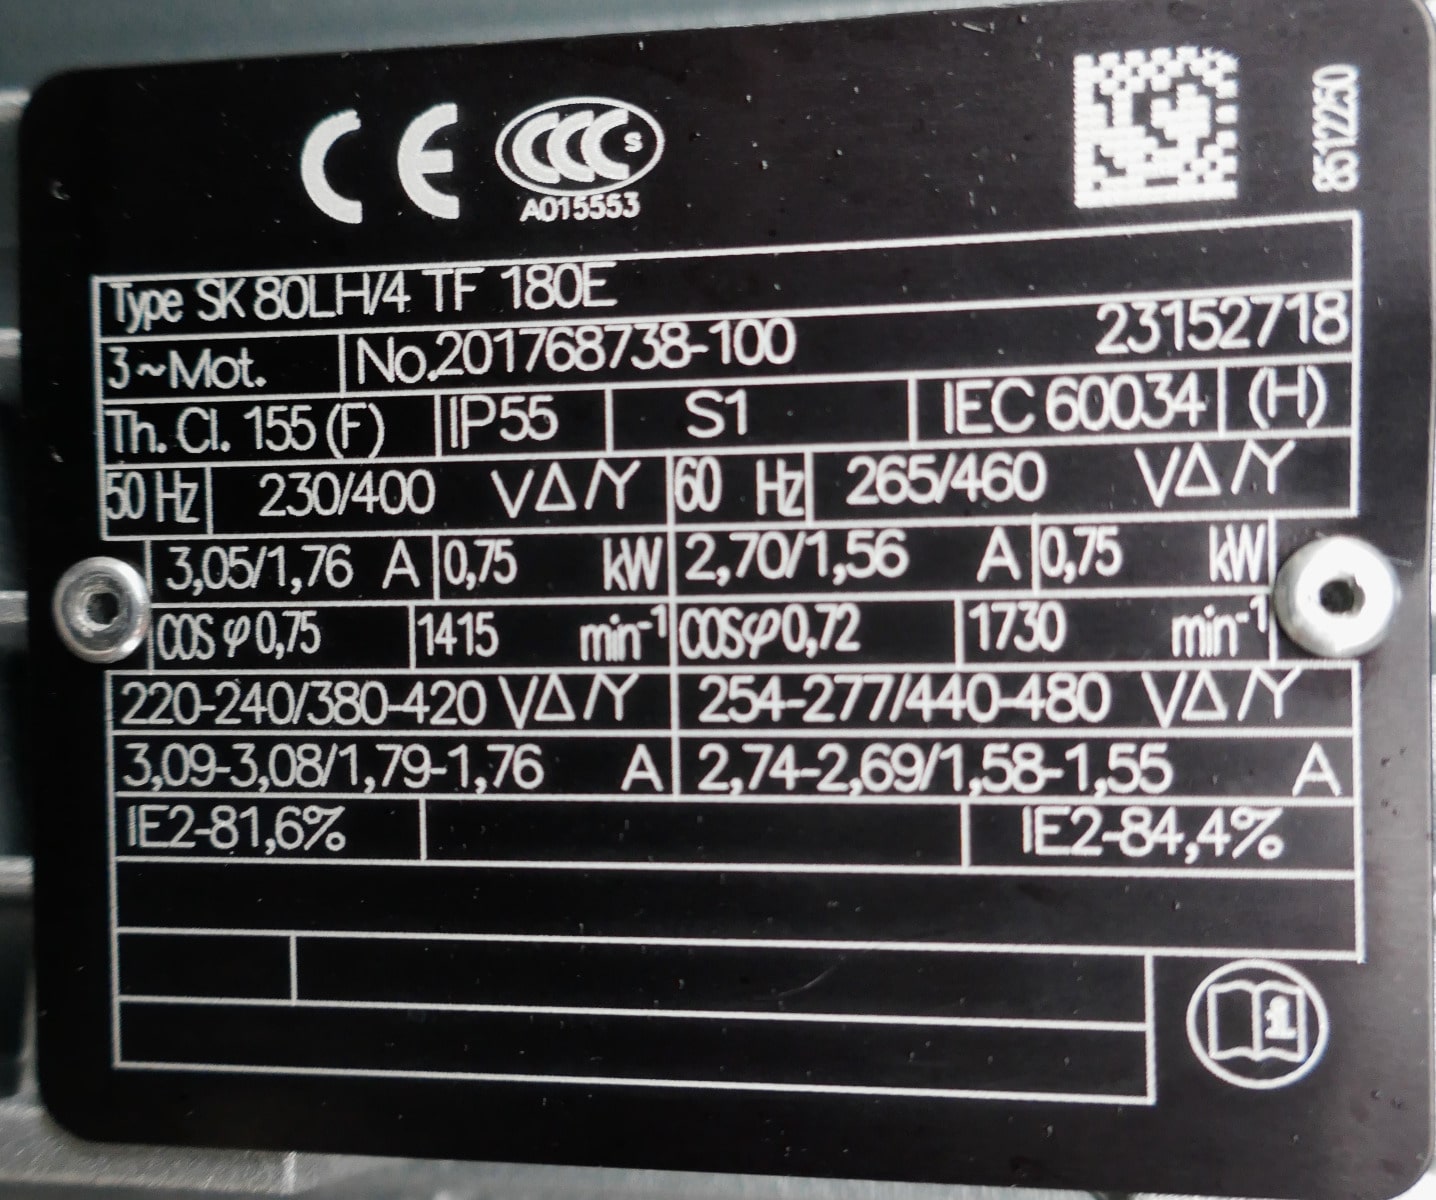 CE CCC S
A015553
8512250
Type SK 80LH/4 TF 180E
3~Mot. No.201768738-100 23152718
Th. Cl. 155 (F) IP55 S1 IEC 60034 (H)
50 Hz 230/400 VΔ/Y 60 Hz 265/460 VΔ/Y
3,05/1,76 A 0,75 kW 2,70/1,56 A 0,75 kW
COS φ 0,75 1415 min⁻¹ COSφ 0,72 1730 min⁻¹
220-240/380-420 VΔ/Y 254-277/440-480 VΔ/Y
3,09-3,08/1,79-1,76 A 2,74-2,69/1,58-1,55 A
IE2-81,6% IE2-84,4%
i